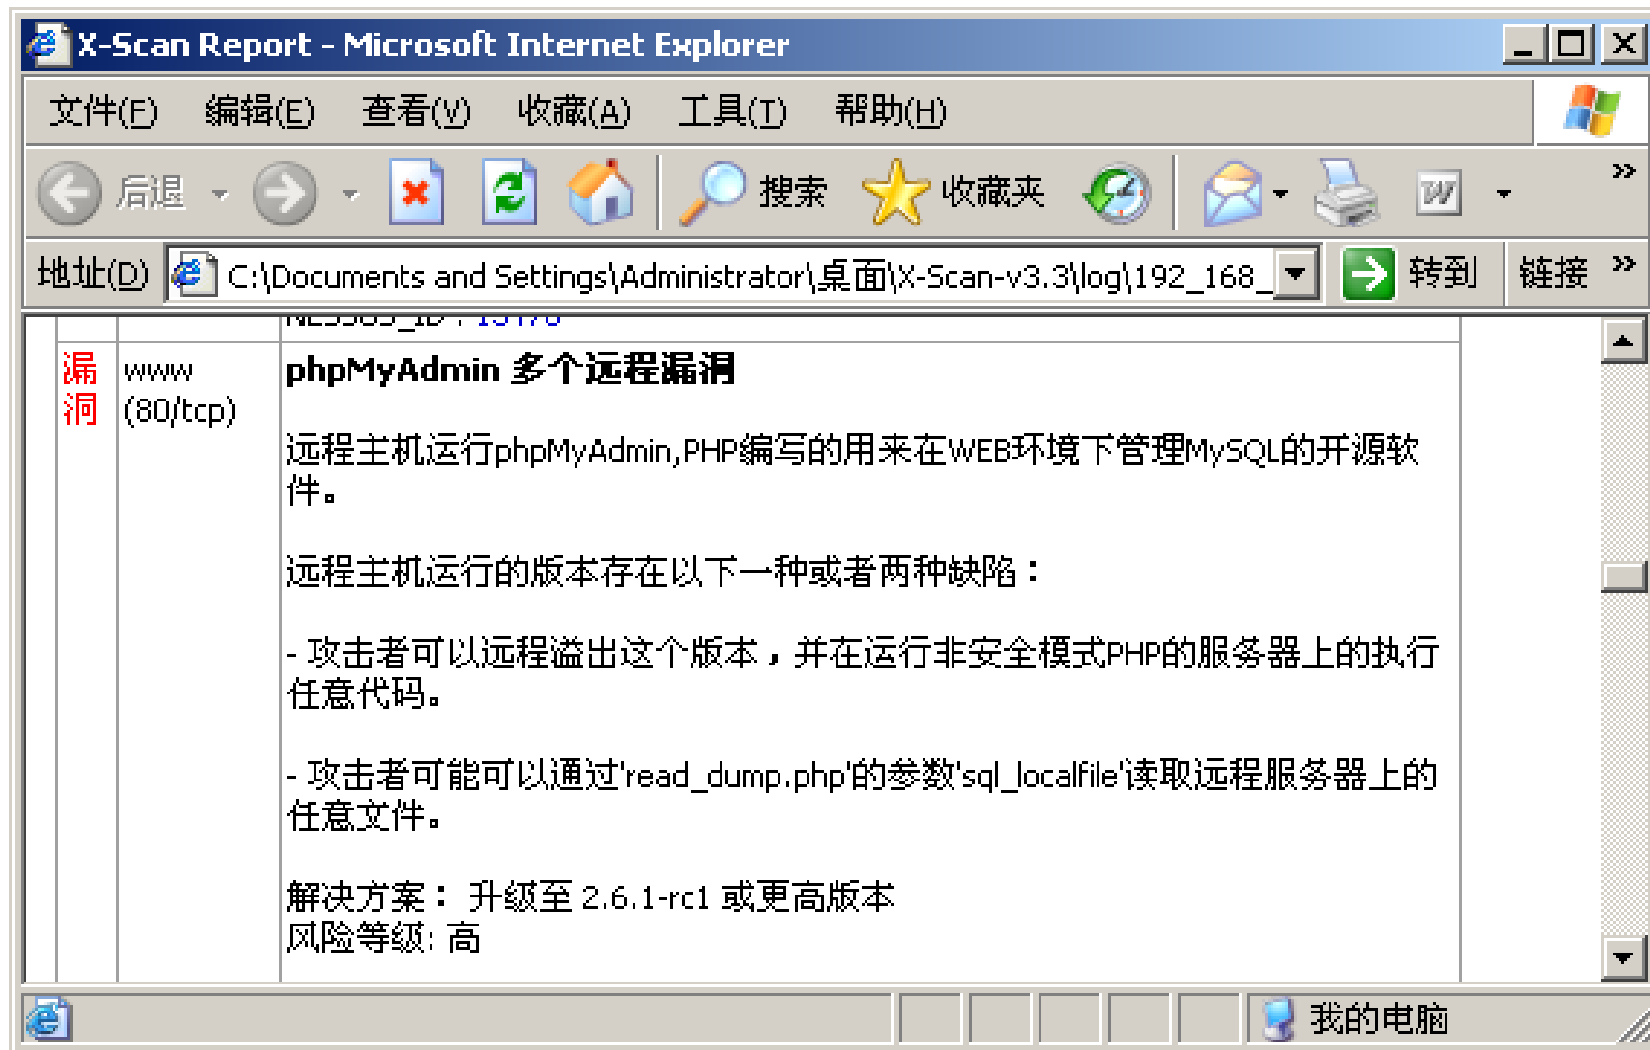 X-Scan Report - Microsoft Internet Explorer
文件(F) 编辑(E) 查看(V) 收藏(A) 工具(T) 帮助(H)
后退 搜索 收藏夹 »
地址(D) C:\Documents and Settings\Administrator\桌面\X-Scan-v3.3\log\192_168_ 转到 链接 »
漏洞 www (80/tcp) phpMyAdmin 多个远程漏洞
远程主机运行phpMyAdmin,PHP编写的用来在WEB环境下管理MySQL的开源软
件。
远程主机运行的版本存在以下一种或者两种缺陷：
- 攻击者可以远程溢出这个版本，并在运行非安全模式PHP的服务器上的执行
任意代码。
- 攻击者可能可以通过'read_dump.php'的参数'sql_localfile'读取远程服务器上的
任意文件。
解决方案： 升级至 2.6.1-rc1 或更高版本
风险等级: 高
我的电脑